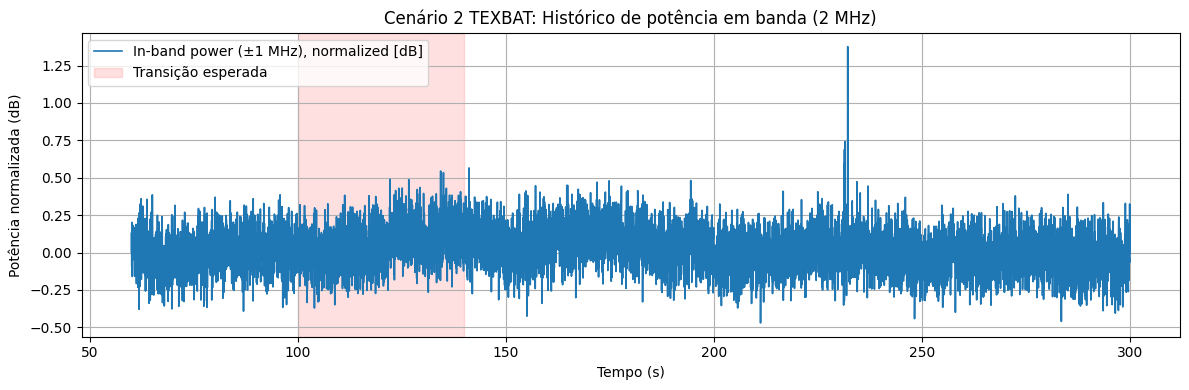 Cenário 2 TEXBAT: Histórico de potência em banda (2 MHz)
In-band power (±1 MHz), normalized [dB]
Transição esperada
Potência normalizada (dB)
1.25
1.00
0.75
0.50
0.25
0.00
−0.25
−0.50
50 100 150 200 250 300
Tempo (s)